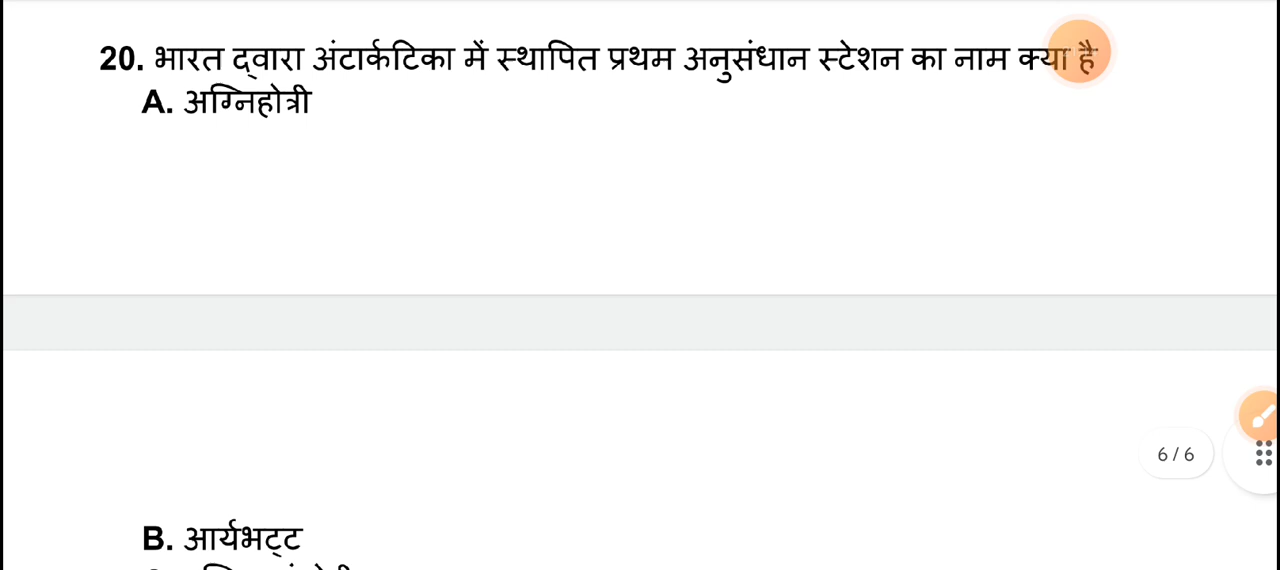 20. भारत द्वारा अंटार्कटिका में स्थापित प्रथम अनुसंधान स्टेशन का नाम क्या है
A. अग्निहोत्री
6 / 6
B. आर्यभट्ट